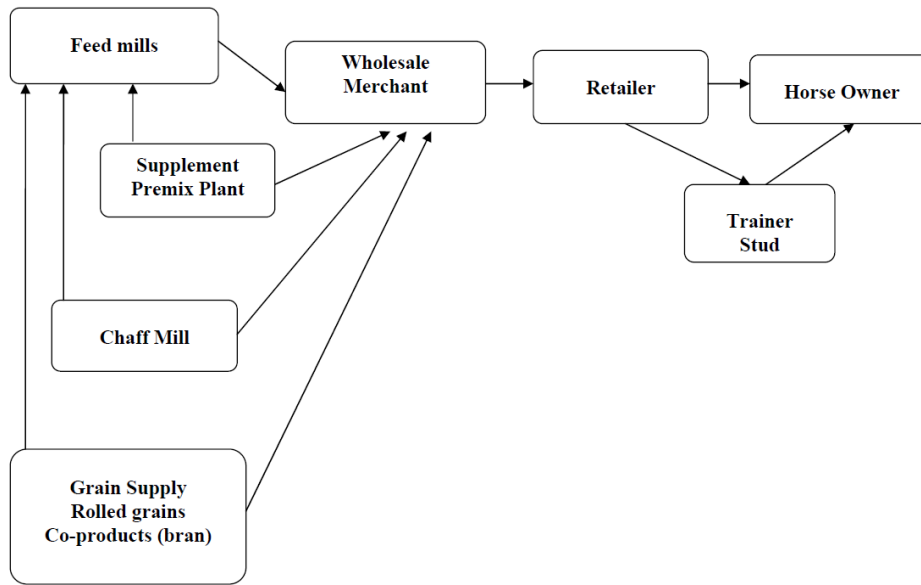 Feed mills
Wholesale
Merchant
Retailer
Horse Owner
Supplement
Premix Plant
Trainer
Stud
Chaff Mill
Grain Supply
Rolled grains
Co-products (bran)